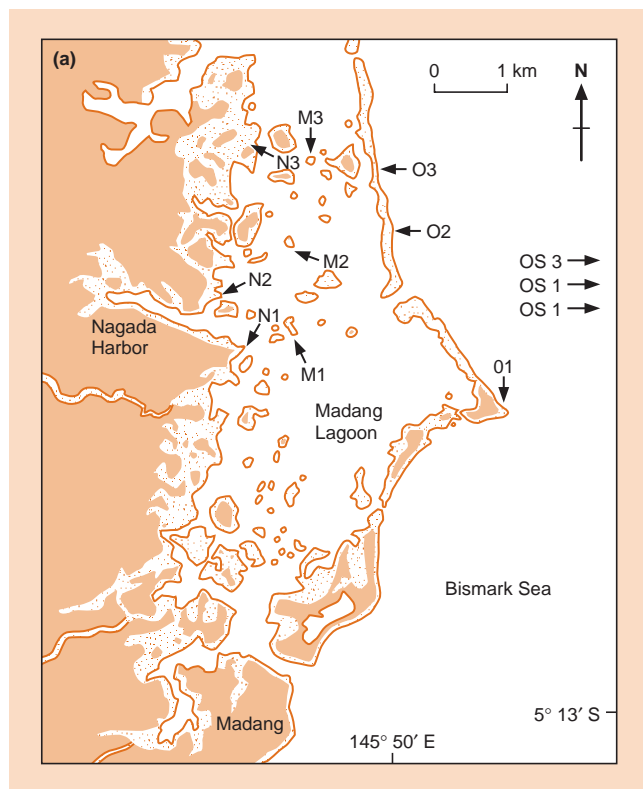 (a)
0 1 km
N
M3
N3
O3
O2
M2
OS 3
N2
OS 1
OS 1
N1
Nagada
Harbor
M1
01
Madang
Lagoon
Bismark Sea
5° 13′ S
Madang
145° 50′ E